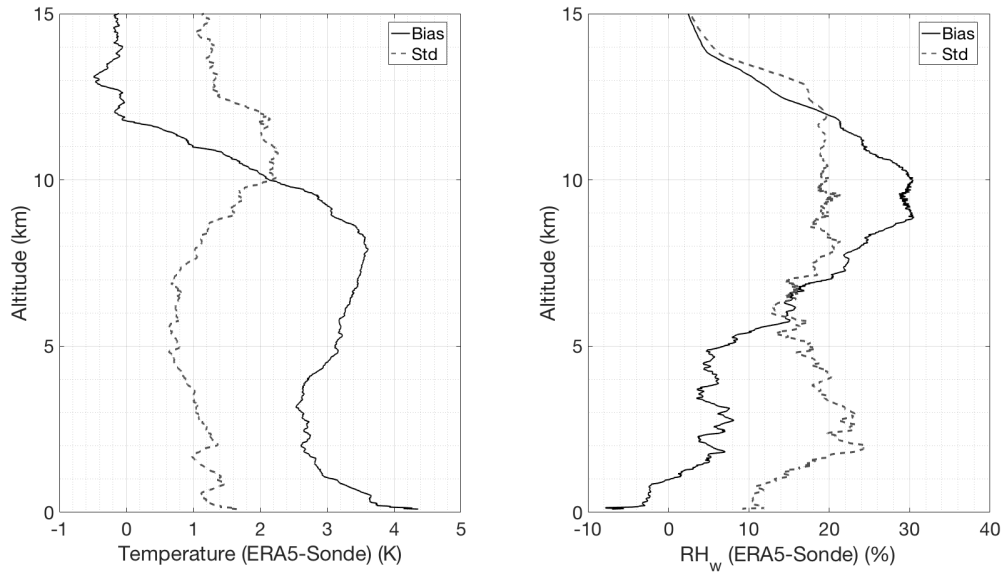 15
10
5
0
Altitude (km)
-1 0 1 2 3 4 5
Temperature (ERA5-Sonde) (K)
Bias
Std
15
10
5
0
Altitude (km)
-10 0 10 20 30 40
RHw (ERA5-Sonde) (%)
Bias
Std